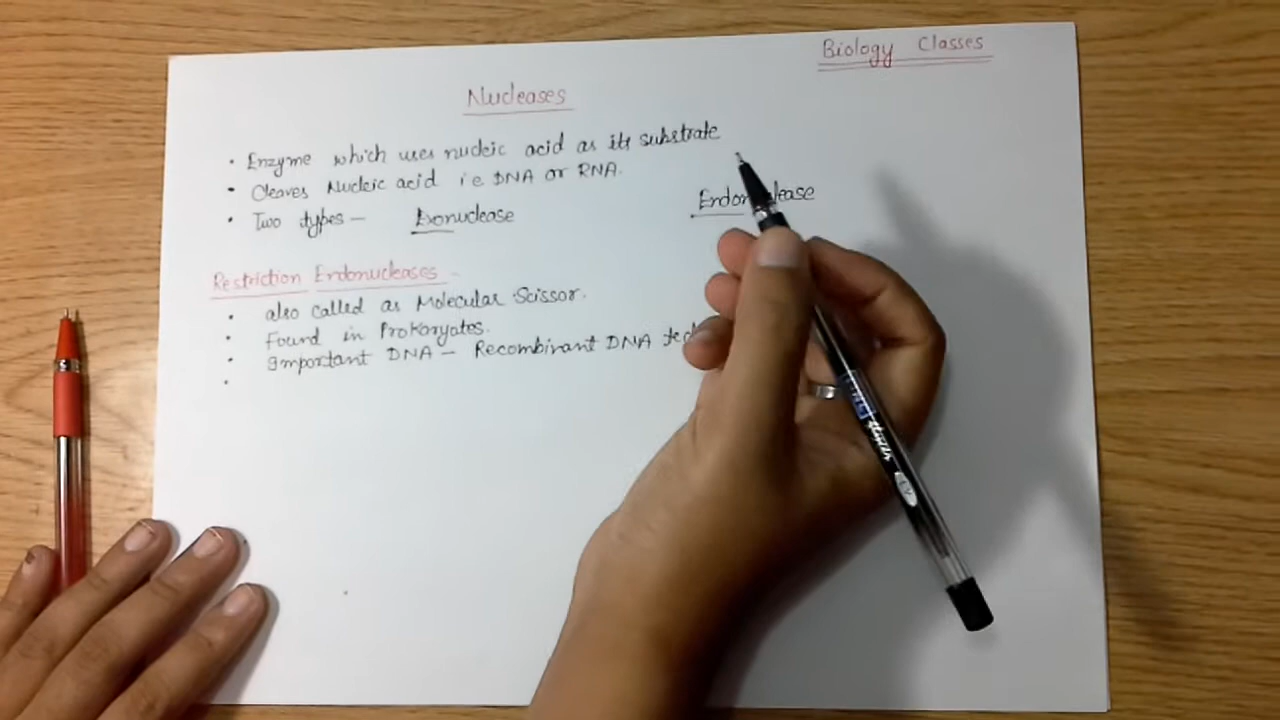 Biology Classes
Nucleases
• Enzyme which uses nucleic acid as its substrate
• Cleaves Nucleic acid i.e DNA or RNA.
• Two types — Exonuclease
Restriction Endonucleases -
• also called as Molecular Scissor.
• Found in Prokaryotes.
• Important DNA — Recombinant DNA
•